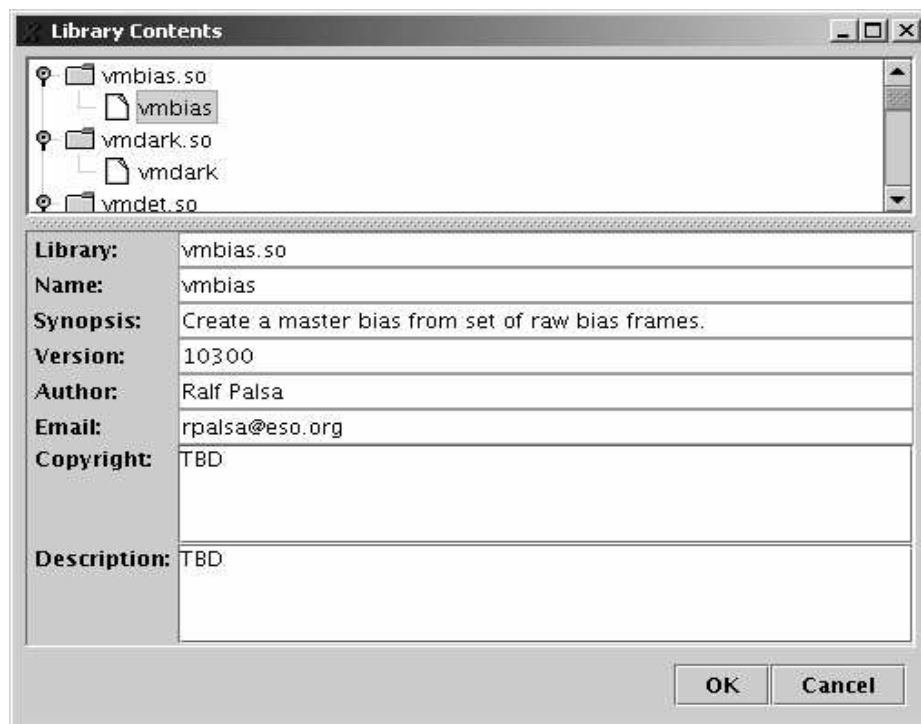 Library Contents
vmbias.so
vmbias
vmdark.so
vmdark
vmdet.so
Library: vmbias.so
Name: vmbias
Synopsis: Create a master bias from set of raw bias frames.
Version: 10300
Author: Ralf Palsa
Email: rpalsa@eso.org
Copyright: TBD
Description: TBD
OK Cancel